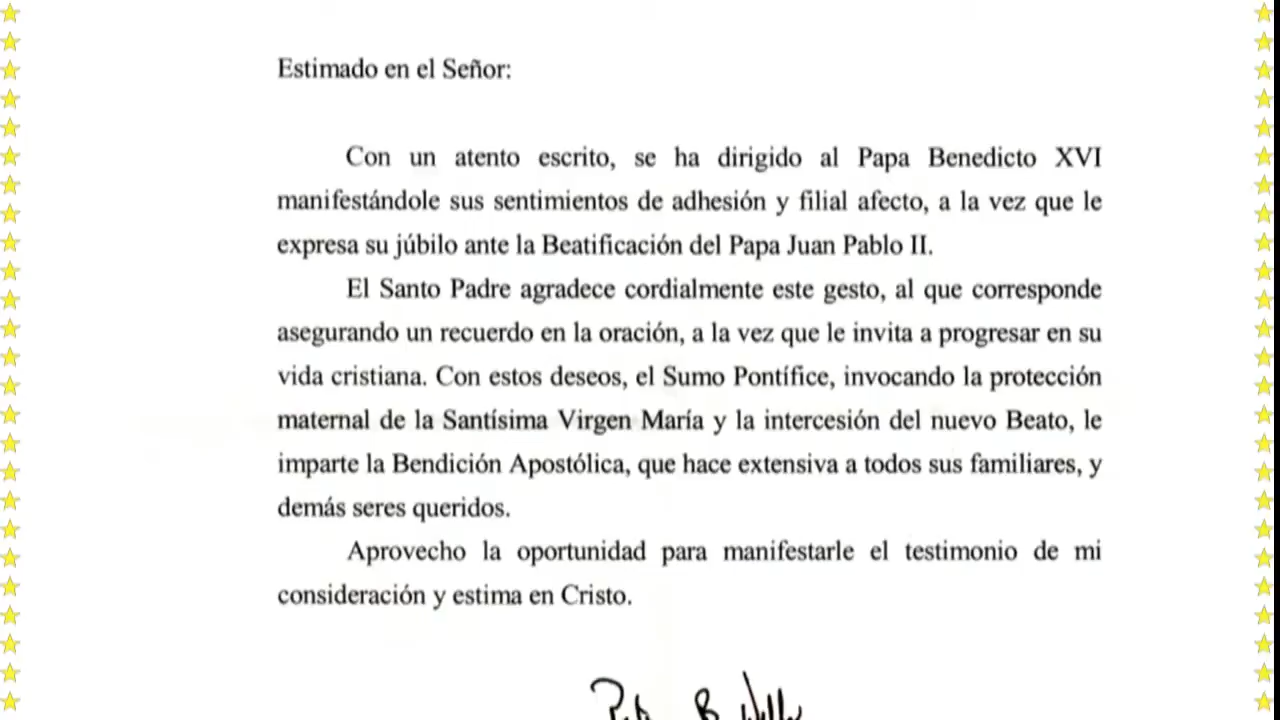 Estimado en el Señor:
Con un atento escrito, se ha dirigido al Papa Benedicto XVI
manifestándole sus sentimientos de adhesión y filial afecto, a la vez que le
expresa su júbilo ante la Beatificación del Papa Juan Pablo II.
El Santo Padre agradece cordialmente este gesto, al que corresponde
asegurando un recuerdo en la oración, a la vez que le invita a progresar en su
vida cristiana. Con estos deseos, el Sumo Pontífice, invocando la protección
maternal de la Santísima Virgen María y la intercesión del nuevo Beato, le
imparte la Bendición Apostólica, que hace extensiva a todos sus familiares, y
demás seres queridos.
Aprovecho la oportunidad para manifestarle el testimonio de mi
consideración y estima en Cristo.